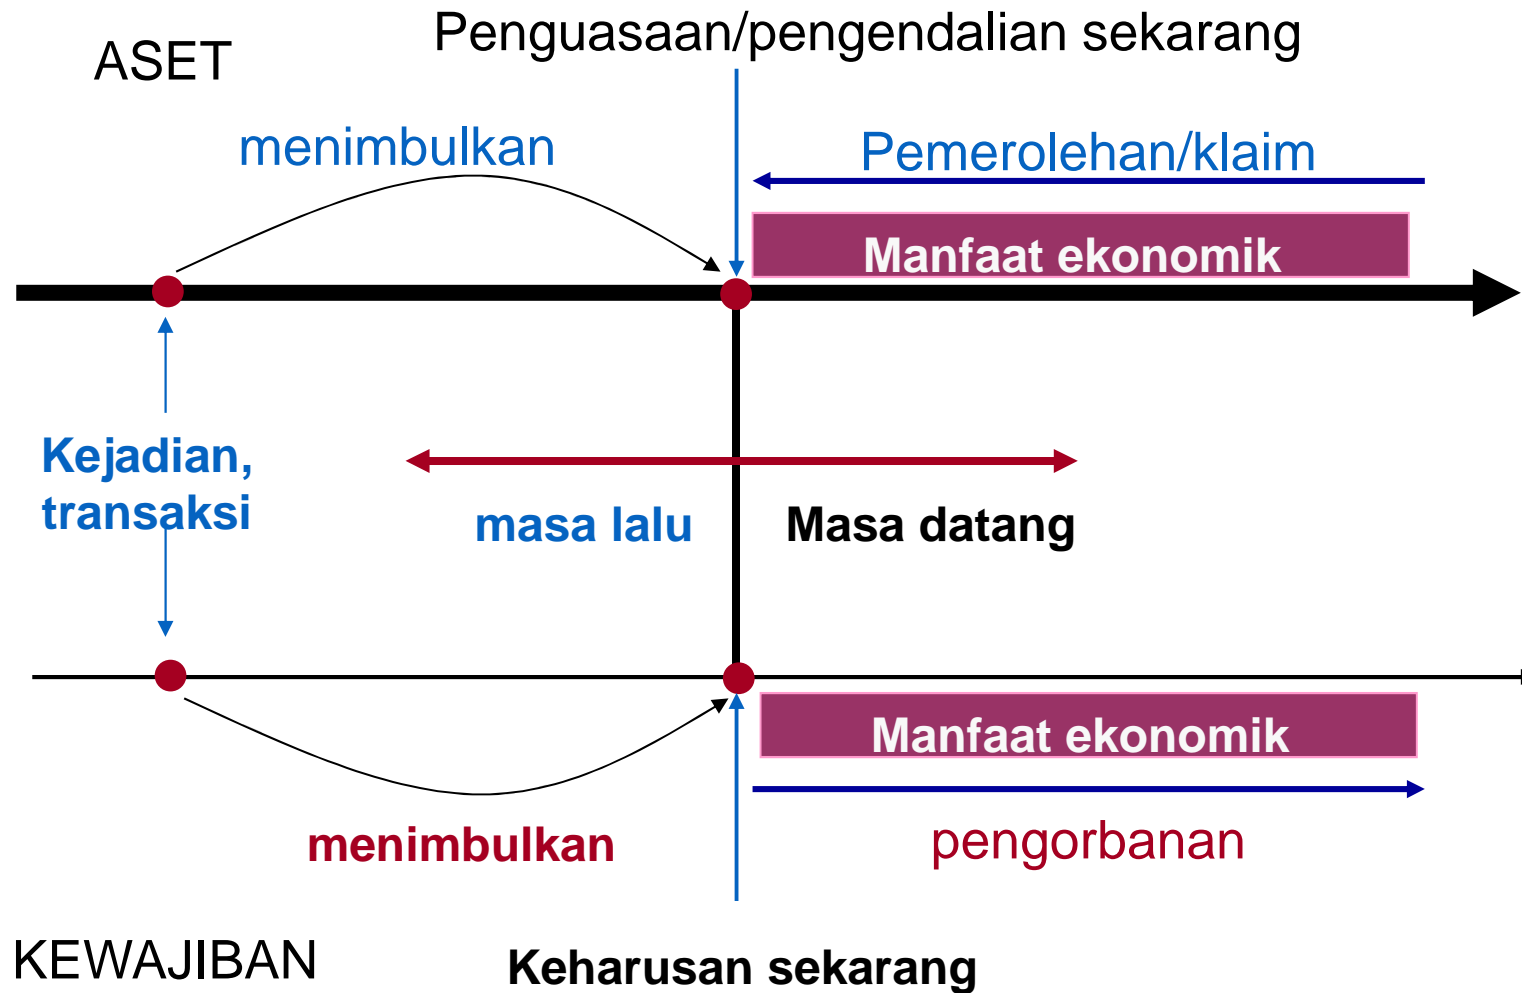 Penguasaan/pengendalian sekarang
ASET
menimbulkan
Pemerolehan/klaim
Manfaat ekonomik
Kejadian,
transaksi
masa lalu
Masa datang
Manfaat ekonomik
menimbulkan
pengorbanan
KEWAJIBAN
Keharusan sekarang